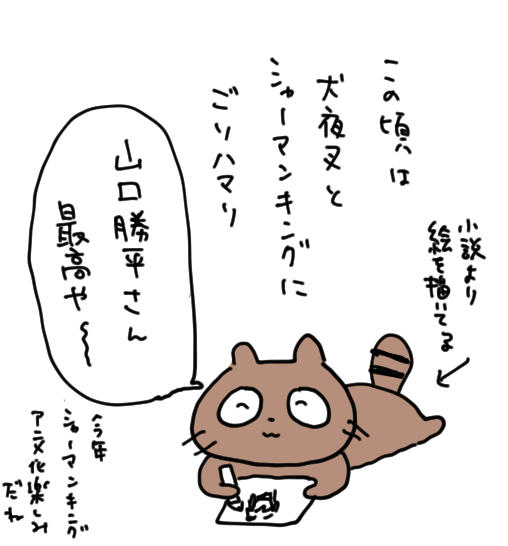 この頃は
犬夜叉と
シャーマンキングに
ごりハマり
小説より
絵を描いてる
山口勝平さん
最高や〜
今年
シャーマンキング
アニメ化楽しみ
だね